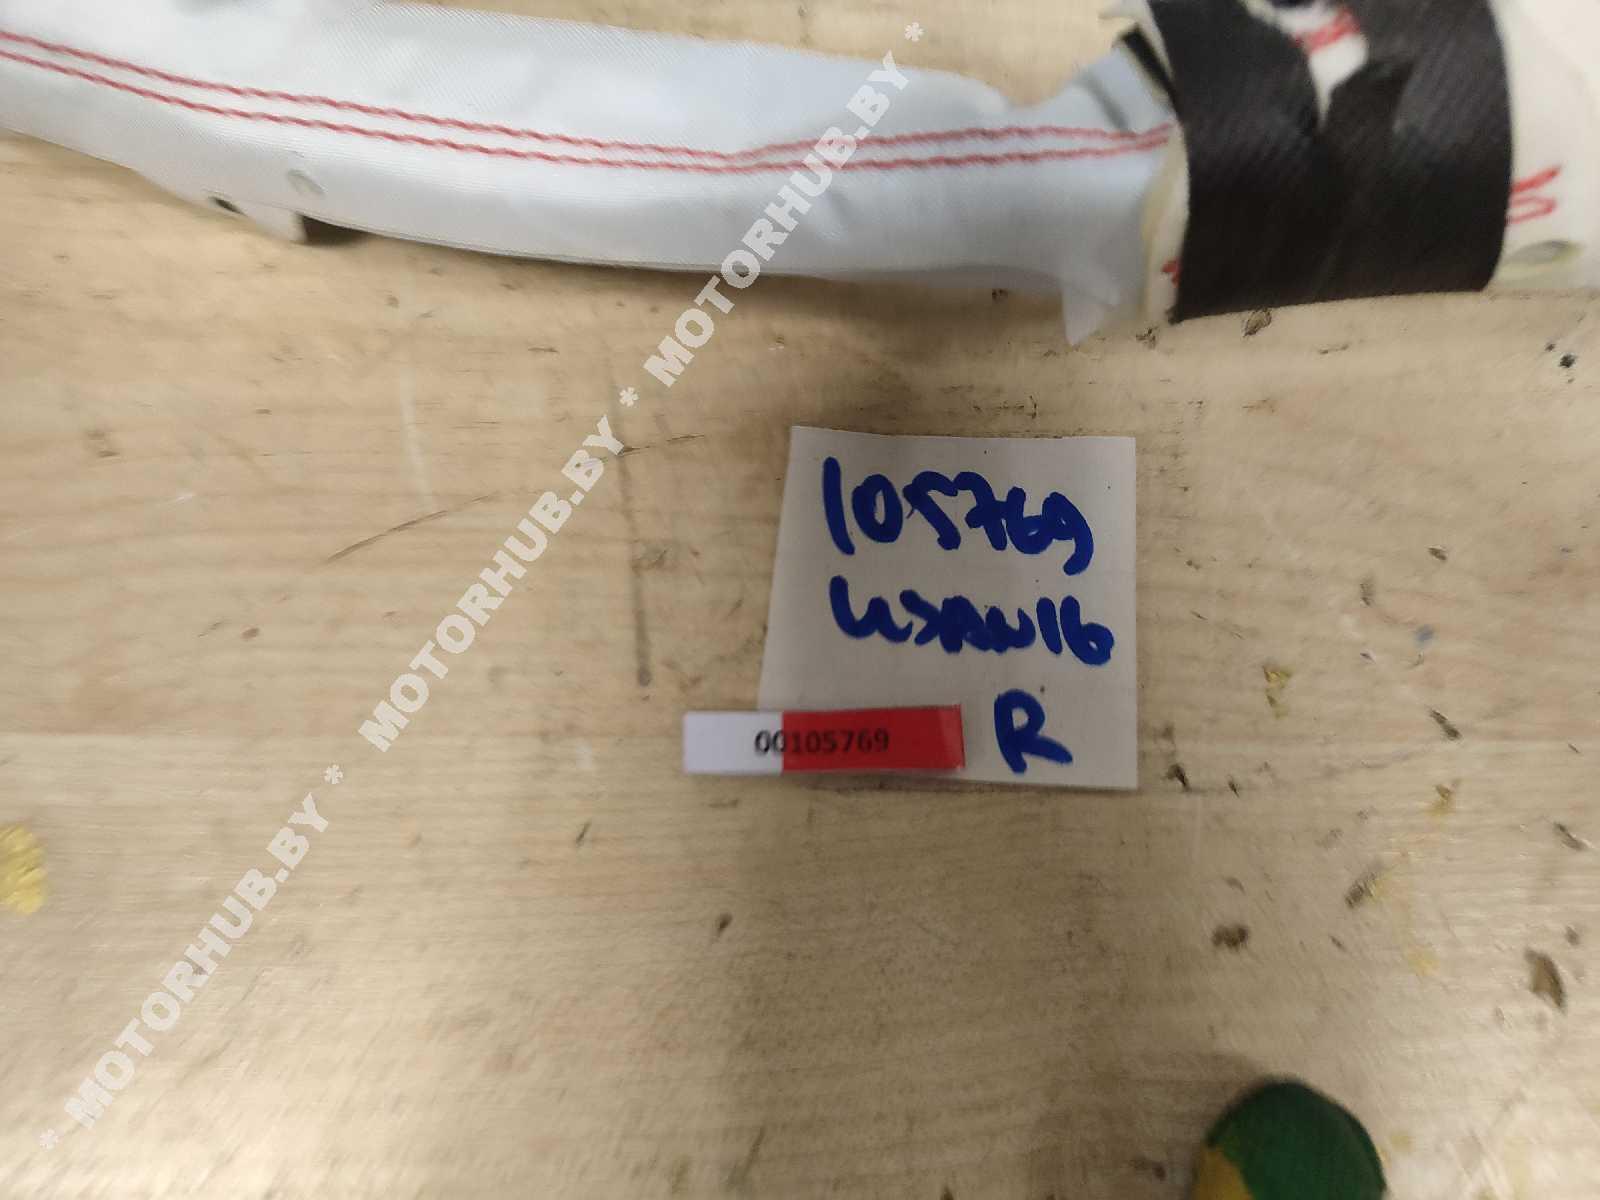 105769
R
00105769
* MOTORHUB.BY * MOTORHUB.BY * MOTORHUB.BY *